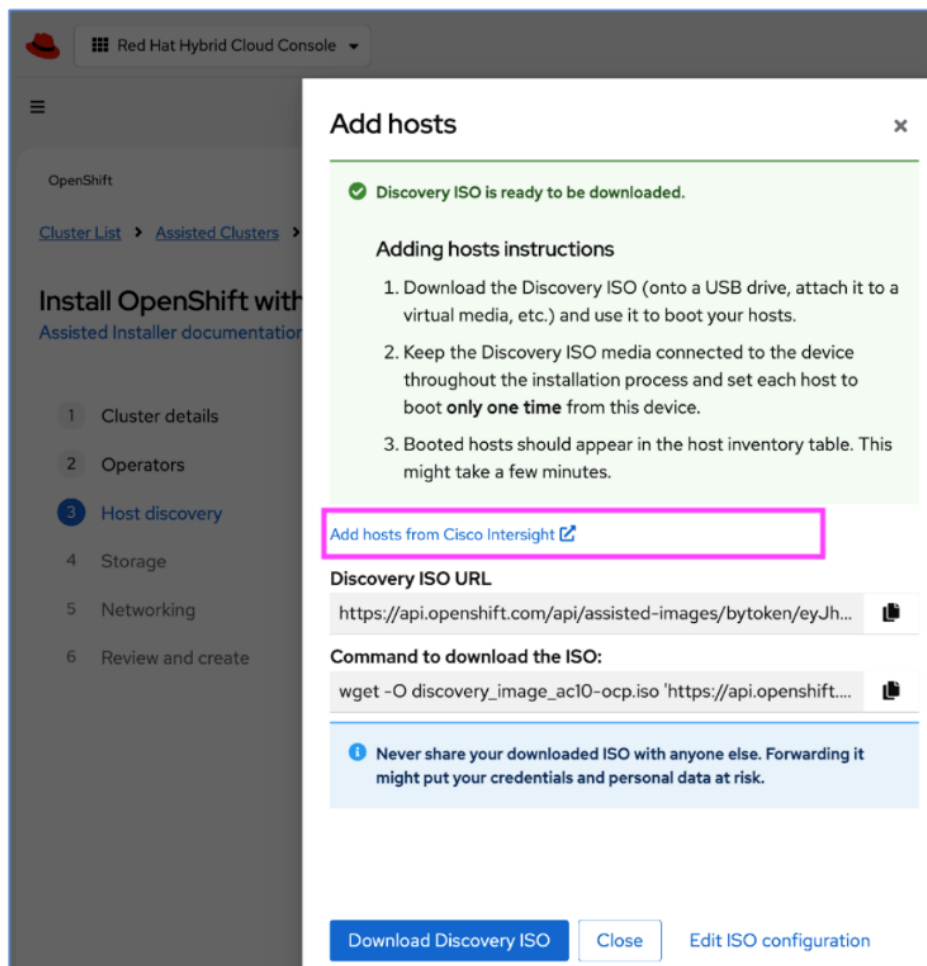 Red Hat Hybrid Cloud Console
Add hosts
OpenShift
Discovery ISO is ready to be downloaded.
Cluster List > Assisted Clusters >
Adding hosts instructions
Install OpenShift with
Assisted Installer documentation
1. Download the Discovery ISO (onto a USB drive, attach it to a
virtual media, etc.) and use it to boot your hosts.
2. Keep the Discovery ISO media connected to the device
throughout the installation process and set each host to
boot only one time from this device.
3. Booted hosts should appear in the host inventory table. This
might take a few minutes.
1 Cluster details
2 Operators
3 Host discovery
4 Storage
5 Networking
6 Review and create
Add hosts from Cisco Intersight
Discovery ISO URL
https://api.openshift.com/api/assisted-images/bytoken/eyJh...
Command to download the ISO:
wget -O discovery_image_ac10-ocp.iso 'https://api.openshift....
Never share your downloaded ISO with anyone else. Forwarding it
might put your credentials and personal data at risk.
Download Discovery ISO
Close
Edit ISO configuration